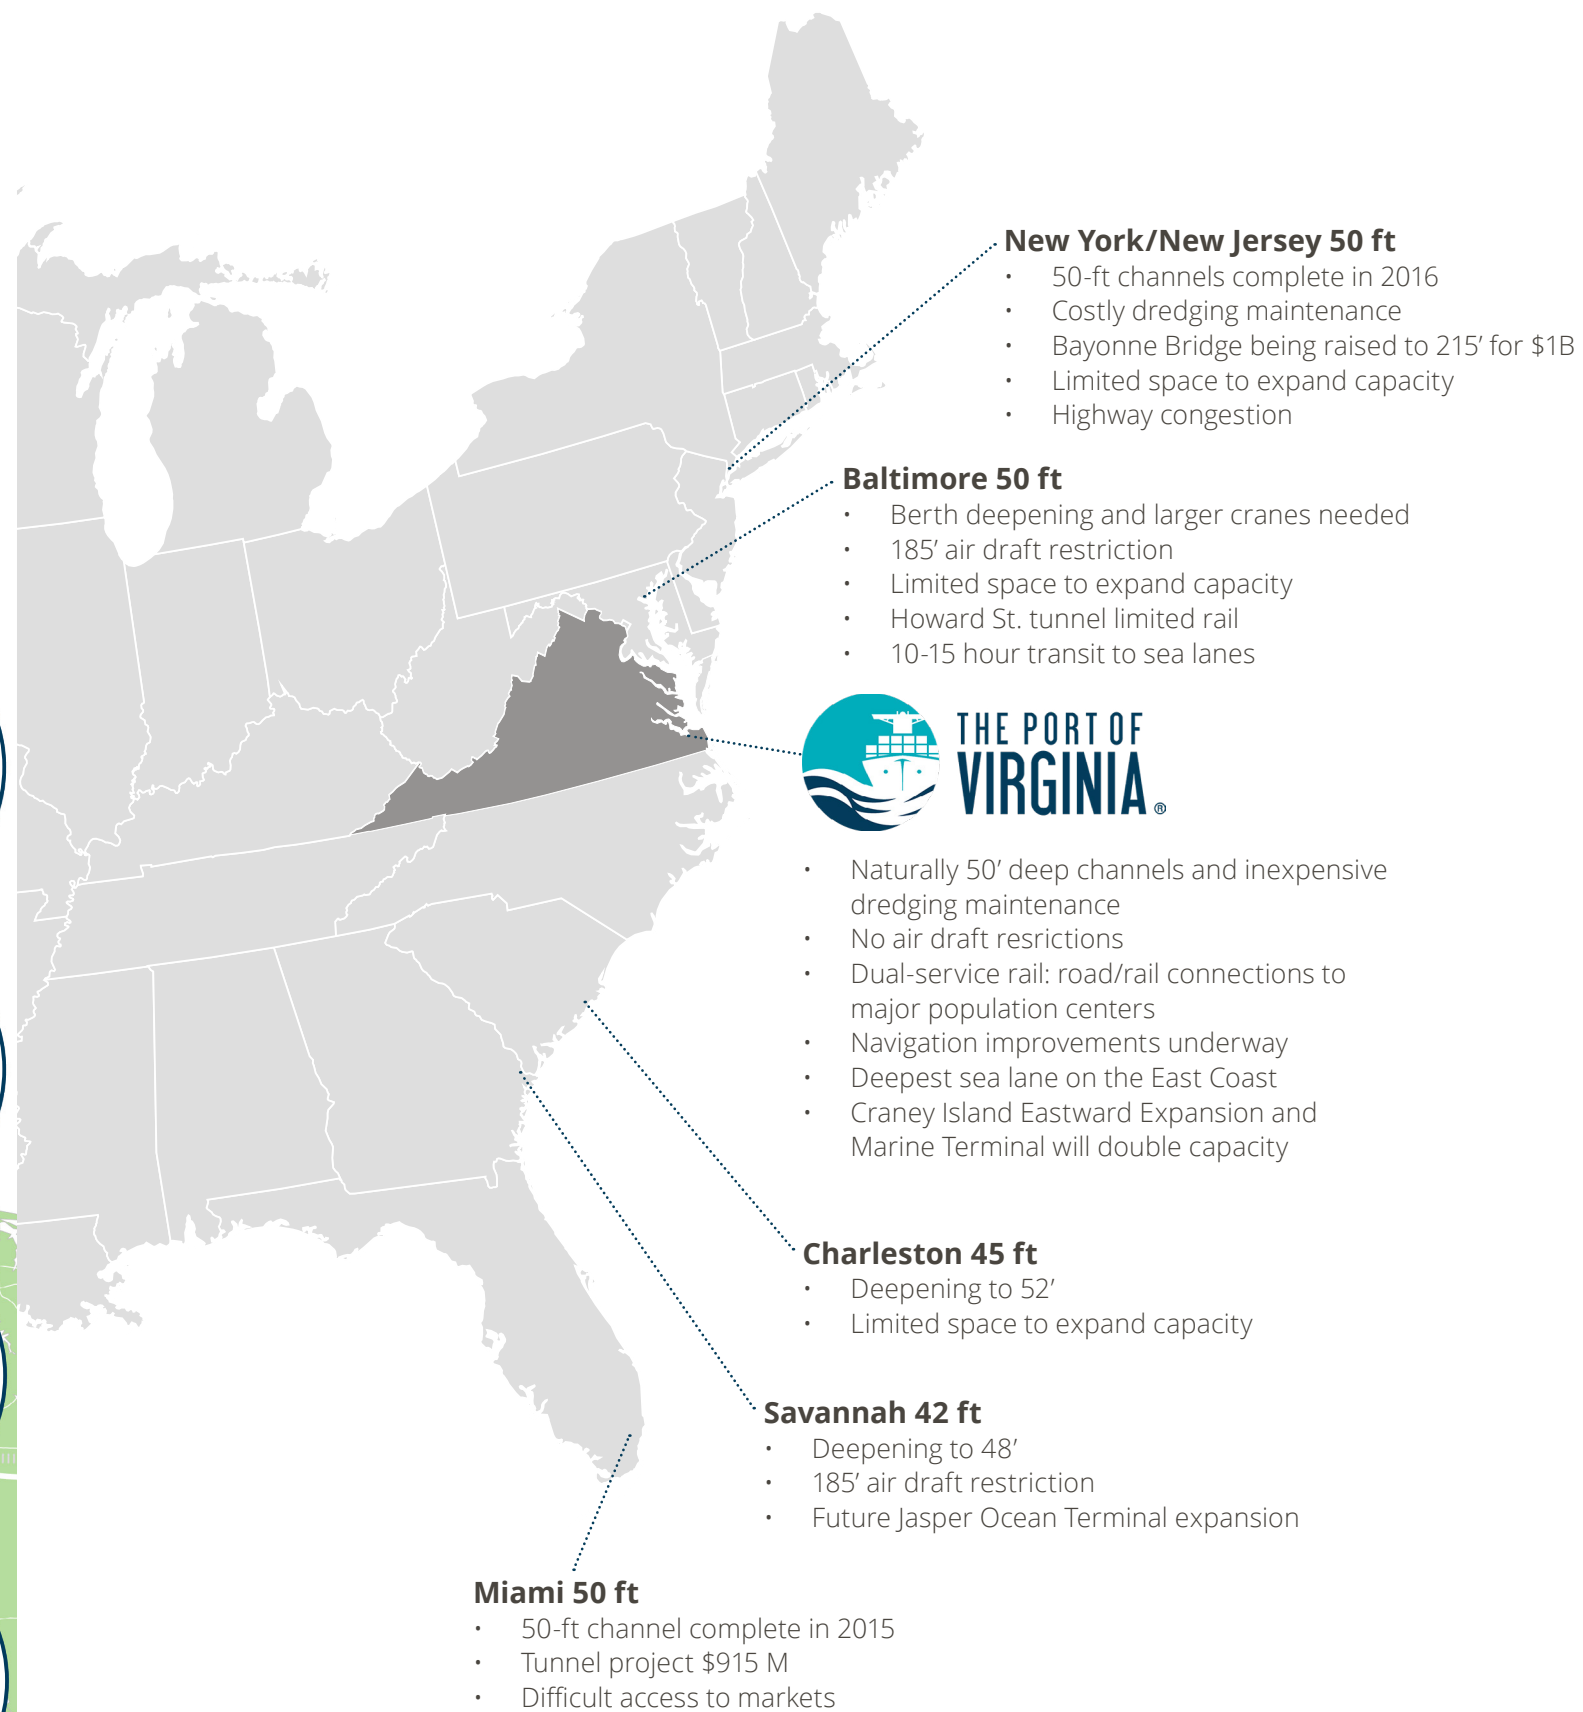 New York/New Jersey 50 ft
• 50-ft channels complete in 2016
• Costly dredging maintenance
• Bayonne Bridge being raised to 215’ for $1B
• Limited space to expand capacity
• Highway congestion
Baltimore 50 ft
• Berth deepening and larger cranes needed
• 185’ air draft restriction
• Limited space to expand capacity
• Howard St. tunnel limited rail
• 10-15 hour transit to sea lanes
THE PORT OF
VIRGINIA®
• Naturally 50’ deep channels and inexpensive
dredging maintenance
• No air draft resrictions
• Dual-service rail: road/rail connections to
major population centers
• Navigation improvements underway
• Deepest sea lane on the East Coast
• Craney Island Eastward Expansion and
Marine Terminal will double capacity
Charleston 45 ft
• Deepening to 52’
• Limited space to expand capacity
Savannah 42 ft
• Deepening to 48’
• 185’ air draft restriction
• Future Jasper Ocean Terminal expansion
Miami 50 ft
• 50-ft channel complete in 2015
• Tunnel project $915 M
• Difficult access to markets